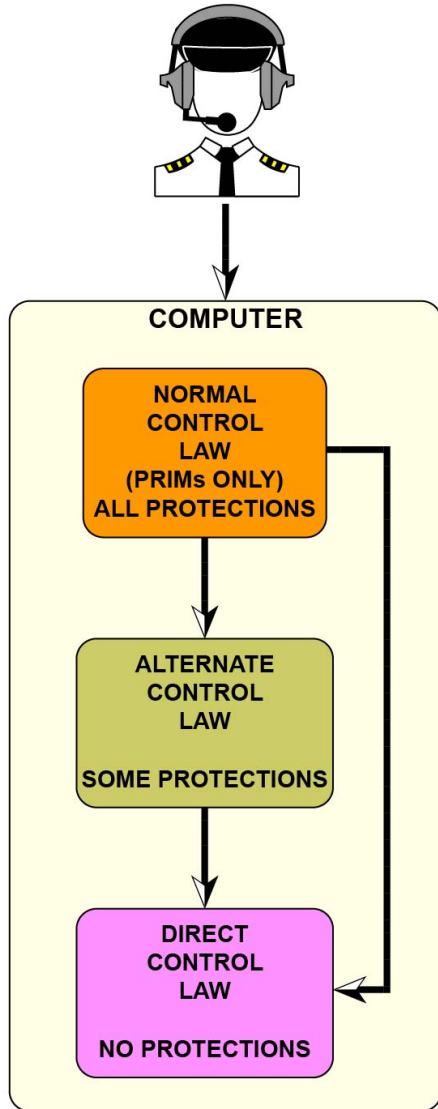 COMPUTER
NORMAL
CONTROL
LAW
(PRIMs ONLY)
ALL PROTECTIONS
ALTERNATE
CONTROL
LAW
SOME PROTECTIONS
DIRECT
CONTROL
LAW
NO PROTECTIONS